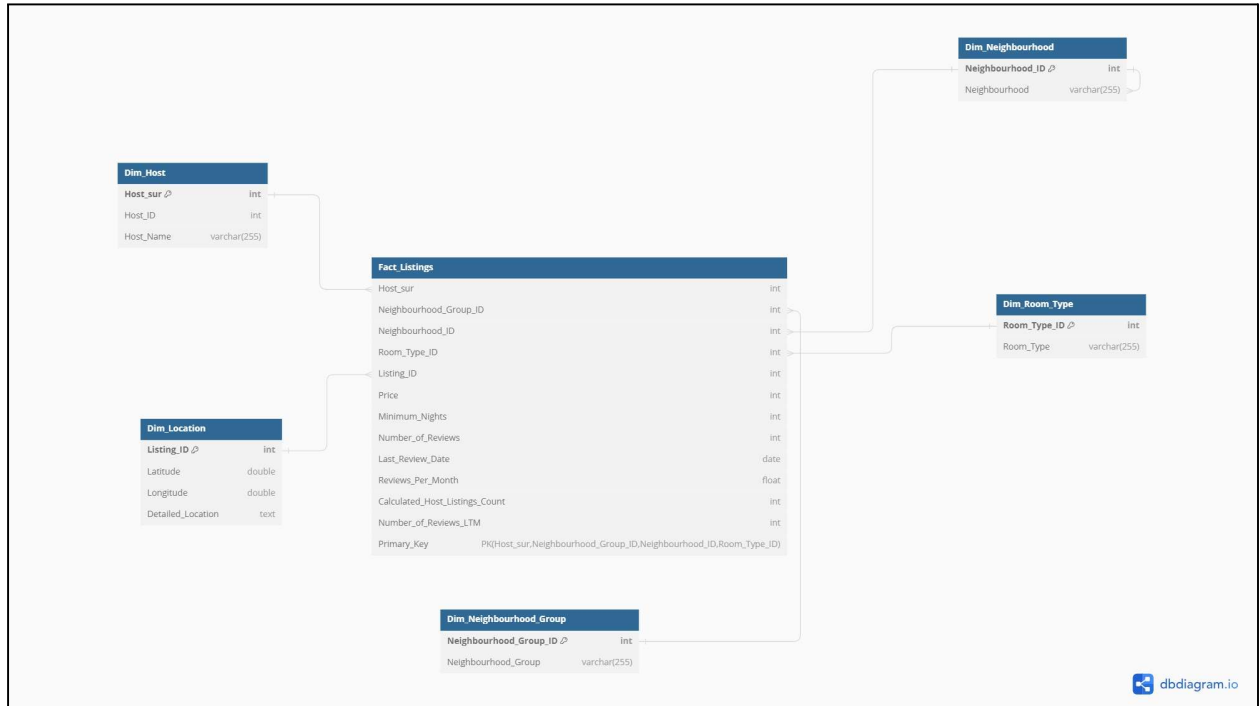 Dim_Neighbourhood
Neighbourhood_ID int
Neighbourhood varchar(255)
Dim_Host
Host_sur int
Host_ID int
Host_Name varchar(255)
Fact_Listings
Host_sur int
Neighbourhood_Group_ID int
Neighbourhood_ID int
Room_Type_ID int
Listing_ID int
Price int
Minimum_Nights int
Number_of_Reviews int
Last_Review_Date date
Reviews_Per_Month float
Calculated_Host_Listings_Count int
Number_of_Reviews_LTM int
Primary_Key PK(Host_sur,Neighbourhood_Group_ID,Neighbourhood_ID,Room_Type_ID)
Dim_Room_Type
Room_Type_ID int
Room_Type varchar(255)
Dim_Location
Listing_ID int
Latitude double
Longitude double
Detailed_Location text
Dim_Neighbourhood_Group
Neighbourhood_Group_ID int
Neighbourhood_Group varchar(255)
dbdiagram.io